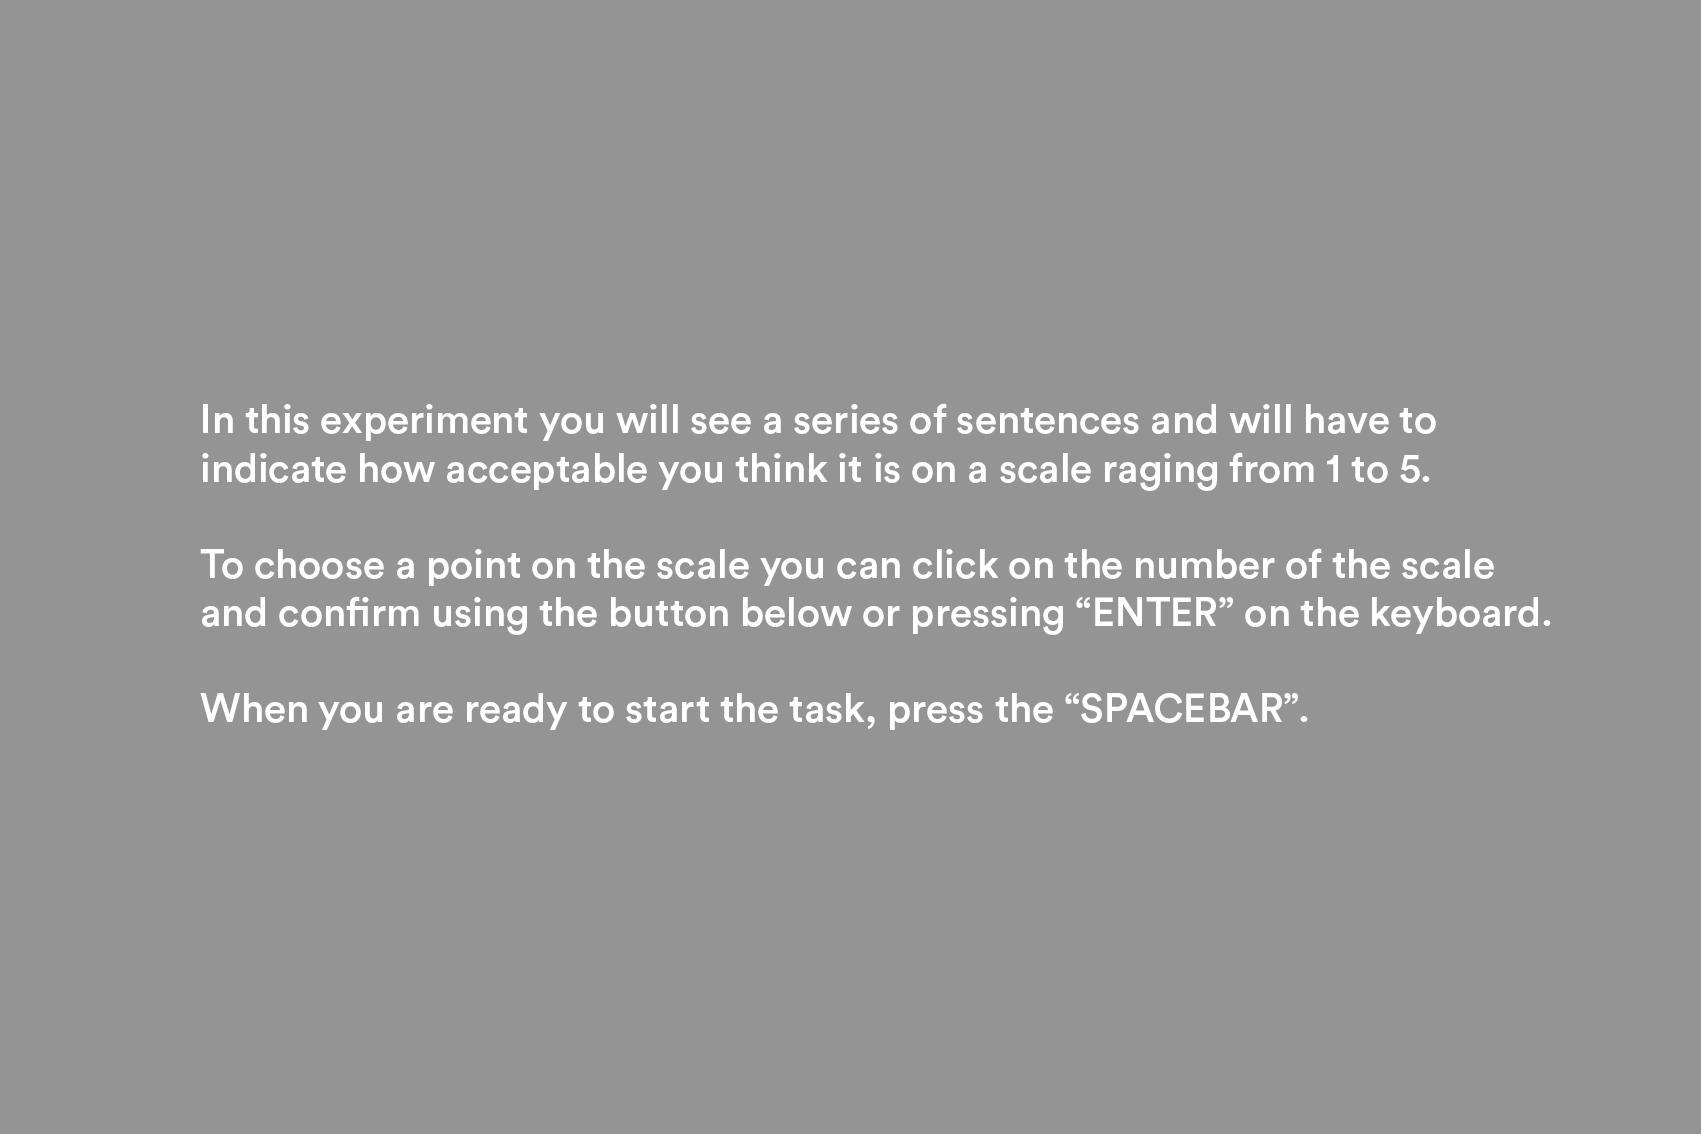 In this experiment you will see a series of sentences and will have to
indicate how acceptable you think it is on a scale raging from 1 to 5.
To choose a point on the scale you can click on the number of the scale
and confirm using the button below or pressing “ENTER” on the keyboard.
When you are ready to start the task, press the “SPACEBAR”.